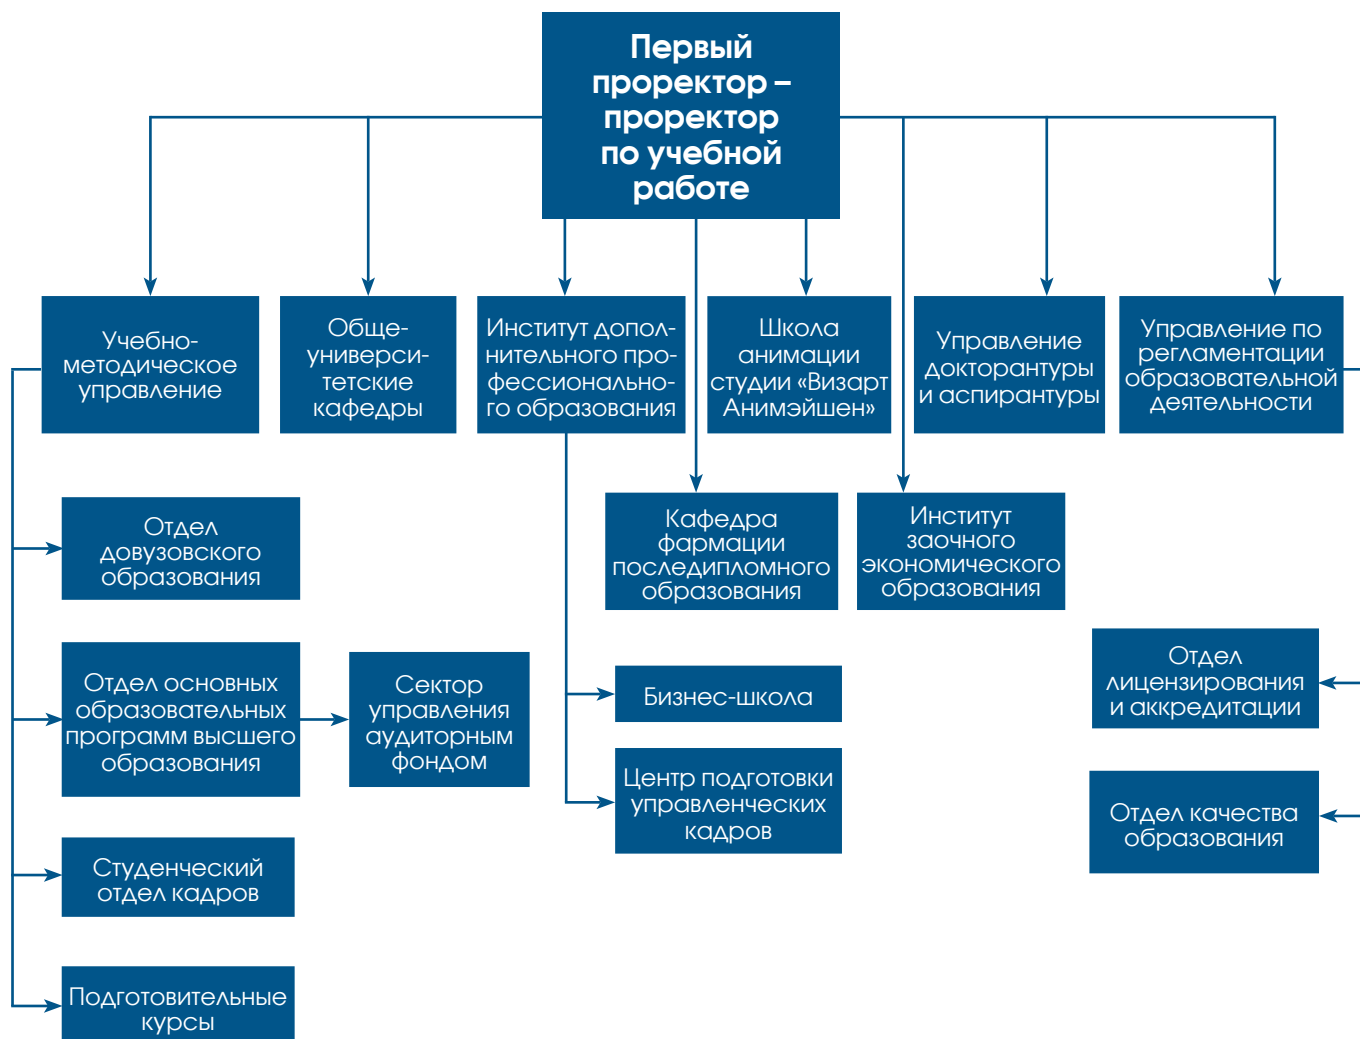 Первый
проректор –
проректор
по учебной
работе
Учебно-
методическое
управление
Обще-
универси-
тетские
кафедры
Институт допол-
нительного про-
фессионально-
го образования
Школа
анимации
студии «Визарт
Анимэйшен»
Управление
докторантуры
и аспирантуры
Управление по
регламентации
образовательной
деятельности
Кафедра
фармации
последипломного
образования
Институт
заочного
экономического
образования
Отдел
довузовского
образования
Отдел основных
образовательных
программ высшего
образования
Сектор
управления
аудиторным
фондом
Бизнес-школа
Центр подготовки
управленческих
кадров
Отдел
лицензирования
и аккредитации
Отдел качества
образования
Студенческий
отдел кадров
Подготовительные
курсы